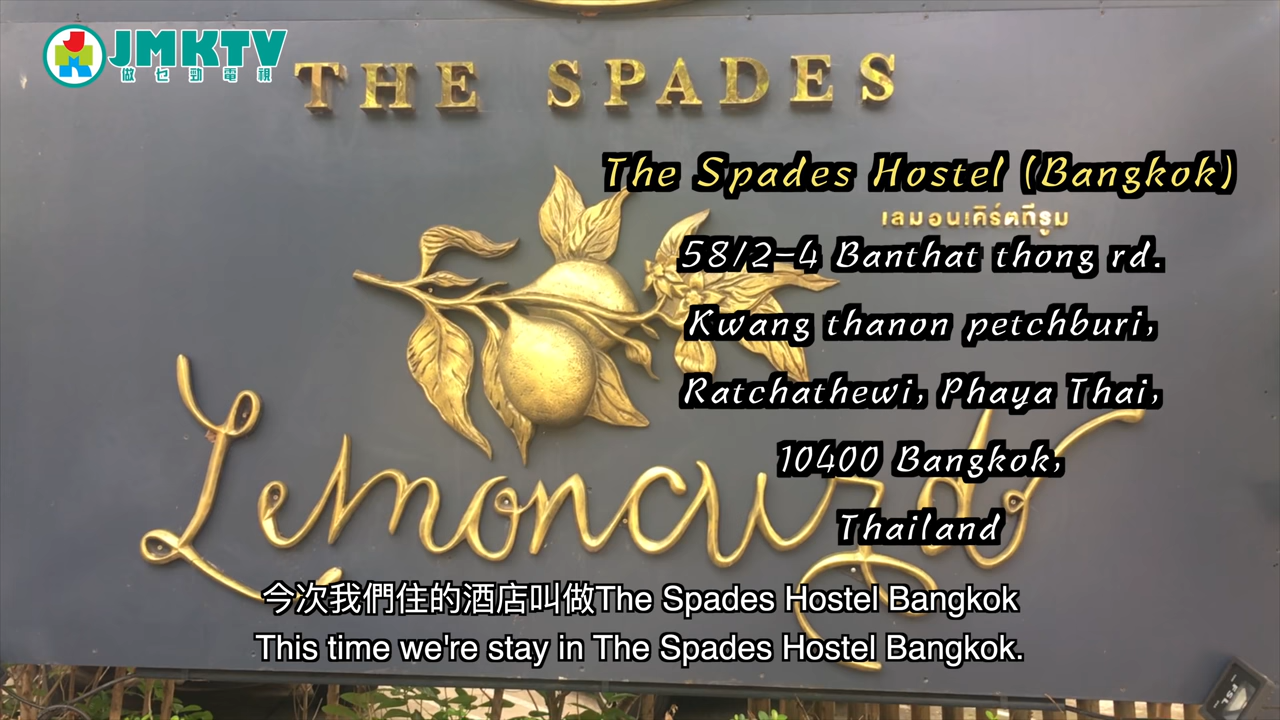 JMKTV
做乜勁電視
THE SPADES
The Spades Hostel (Bangkok)
เลมอนเคิร์ตทีรูม
58/2-4 Banthat thong rd.
Kwang thanon petchburi,
Ratchathewi, Phaya Thai,
10400 Bangkok,
Thailand
Lemoncurd
今次我們住的酒店叫做The Spades Hostel Bangkok
This time we're stay in The Spades Hostel Bangkok.